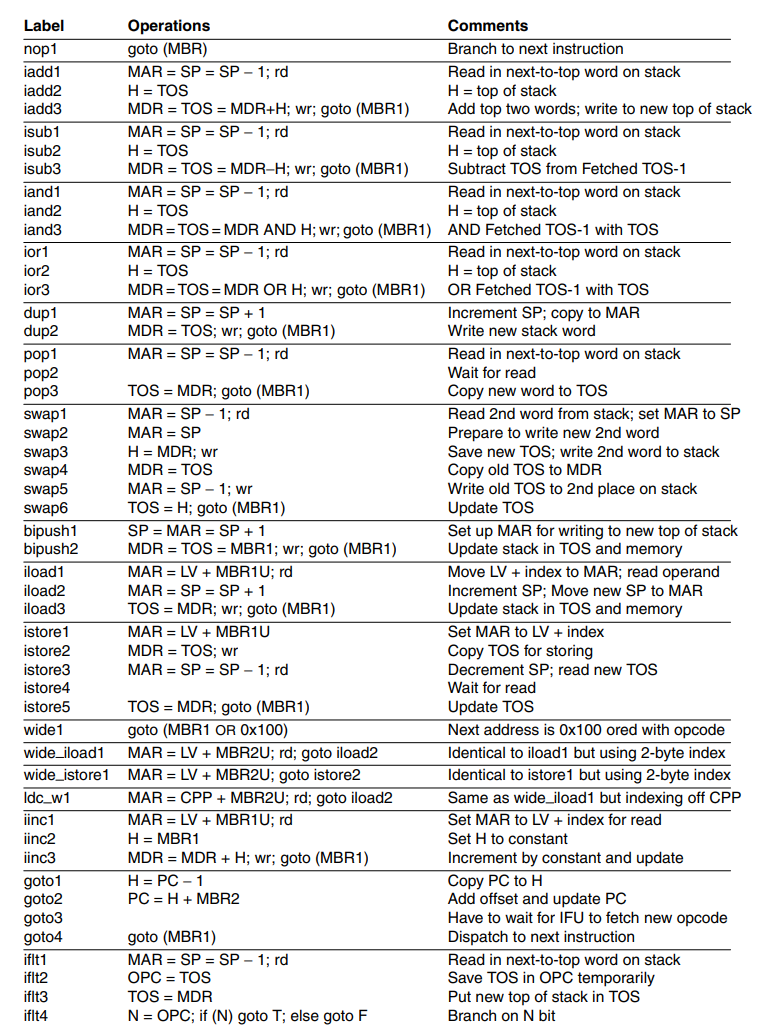 Label Operations Comments
nop1 goto (MBR) Branch to next instruction
iadd1 MAR = SP = SP − 1; rd Read in next-to-top word on stack
iadd2 H = TOS H = top of stack
iadd3 MDR = TOS = MDR+H; wr; goto (MBR1) Add top two words; write to new top of stack
isub1 MAR = SP = SP − 1; rd Read in next-to-top word on stack
isub2 H = TOS H = top of stack
isub3 MDR = TOS = MDR−H; wr; goto (MBR1) Subtract TOS from Fetched TOS-1
iand1 MAR = SP = SP − 1; rd Read in next-to-top word on stack
iand2 H = TOS H = top of stack
iand3 MDR = TOS = MDR AND H; wr; goto (MBR1) AND Fetched TOS-1 with TOS
ior1 MAR = SP = SP − 1; rd Read in next-to-top word on stack
ior2 H = TOS H = top of stack
ior3 MDR = TOS = MDR OR H; wr; goto (MBR1) OR Fetched TOS-1 with TOS
dup1 MAR = SP = SP + 1 Increment SP; copy to MAR
dup2 MDR = TOS; wr; goto (MBR1) Write new stack word
pop1 MAR = SP = SP − 1; rd Read in next-to-top word on stack
pop2 Wait for read
pop3 TOS = MDR; goto (MBR1) Copy new word to TOS
swap1 MAR = SP − 1; rd Read 2nd word from stack; set MAR to SP
swap2 MAR = SP Prepare to write new 2nd word
swap3 H = MDR; wr Save new TOS; write 2nd word to stack
swap4 MDR = TOS Copy old TOS to MDR
swap5 MAR = SP − 1; wr Write old TOS to 2nd place on stack
swap6 TOS = H; goto (MBR1) Update TOS
bipush1 SP = MAR = SP + 1 Set up MAR for writing to new top of stack
bipush2 MDR = TOS = MBR1; wr; goto (MBR1) Update stack in TOS and memory
iload1 MAR = LV + MBR1U; rd Move LV + index to MAR; read operand
iload2 MAR = SP = SP + 1 Increment SP; Move new SP to MAR
iload3 TOS = MDR; wr; goto (MBR1) Update stack in TOS and memory
istore1 MAR = LV + MBR1U Set MAR to LV + index
istore2 MDR = TOS; wr Copy TOS for storing
istore3 MAR = SP = SP − 1; rd Decrement SP; read new TOS
istore4 Wait for read
istore5 TOS = MDR; goto (MBR1) Update TOS
wide1 goto (MBR1 OR 0x100) Next address is 0x100 ored with opcode
wide_iload1 MAR = LV + MBR2U; rd; goto iload2 Identical to iload1 but using 2-byte index
wide_istore1 MAR = LV + MBR2U; goto istore2 Identical to istore1 but using 2-byte index
ldc_w1 MAR = CPP + MBR2U; rd; goto iload2 Same as wide_iload1 but indexing off CPP
iinc1 MAR = LV + MBR1U; rd Set MAR to LV + index for read
iinc2 H = MBR1 Set H to constant
iinc3 MDR = MDR + H; wr; goto (MBR1) Increment by constant and update
goto1 H = PC − 1 Copy PC to H
goto2 PC = H + MBR2 Add offset and update PC
goto3 Have to wait for IFU to fetch new opcode
goto4 goto (MBR1) Dispatch to next instruction
iflt1 MAR = SP = SP − 1; rd Read in next-to-top word on stack
iflt2 OPC = TOS Save TOS in OPC temporarily
iflt3 TOS = MDR Put new top of stack in TOS
iflt4 N = OPC; if (N) goto T; else goto F Branch on N bit